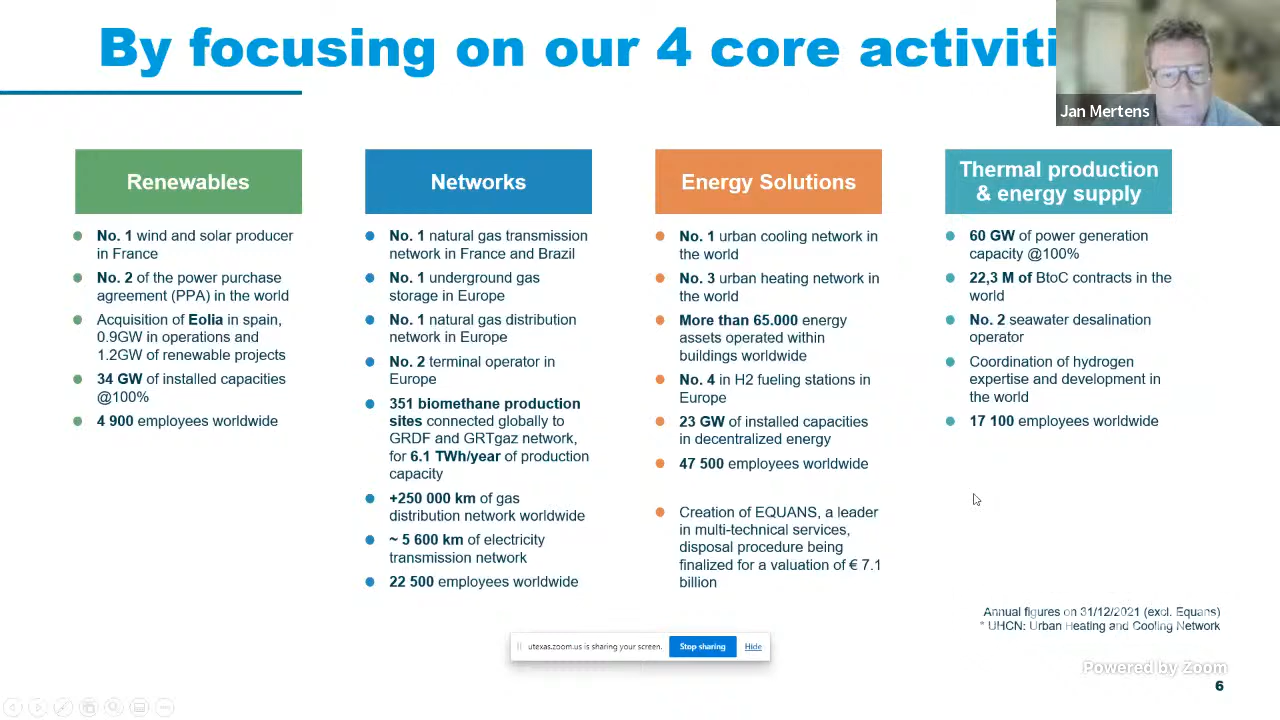 By focusing on our 4 core activiti
Jan Mertens
Renewables
No. 1 wind and solar producer
in France
No. 2 of the power purchase
agreement (PPA) in the world
Acquisition of Eolia in spain,
0.9GW in operations and
1.2GW of renewable projects
34 GW of installed capacities
@100%
4 900 employees worldwide
Networks
No. 1 natural gas transmission
network in France and Brazil
No. 1 underground gas
storage in Europe
No. 1 natural gas distribution
network in Europe
No. 2 terminal operator in
Europe
351 biomethane production
sites connected globally to
GRDF and GRTgaz network,
for 6.1 TWh/year of production
capacity
+250 000 km of gas
distribution network worldwide
~ 5 600 km of electricity
transmission network
22 500 employees worldwide
Energy Solutions
No. 1 urban cooling network in
the world
No. 3 urban heating network in
the world
More than 65.000 energy
assets operated within
buildings worldwide
No. 4 in H2 fueling stations in
Europe
23 GW of installed capacities
in decentralized energy
47 500 employees worldwide
Creation of EQUANS, a leader
in multi-technical services,
disposal procedure being
finalized for a valuation of € 7.1
billion
Thermal production
& energy supply
60 GW of power generation
capacity @100%
22,3 M of BtoC contracts in the
world
No. 2 seawater desalination
operator
Coordination of hydrogen
expertise and development in
the world
17 100 employees worldwide
Annual figures on 31/12/2021 (excl. Equans)
* UHCN: Urban Heating and Cooling Network
utexas.zoom.us is sharing your screen.
Stop sharing
Hide
Powered by Zoom
6